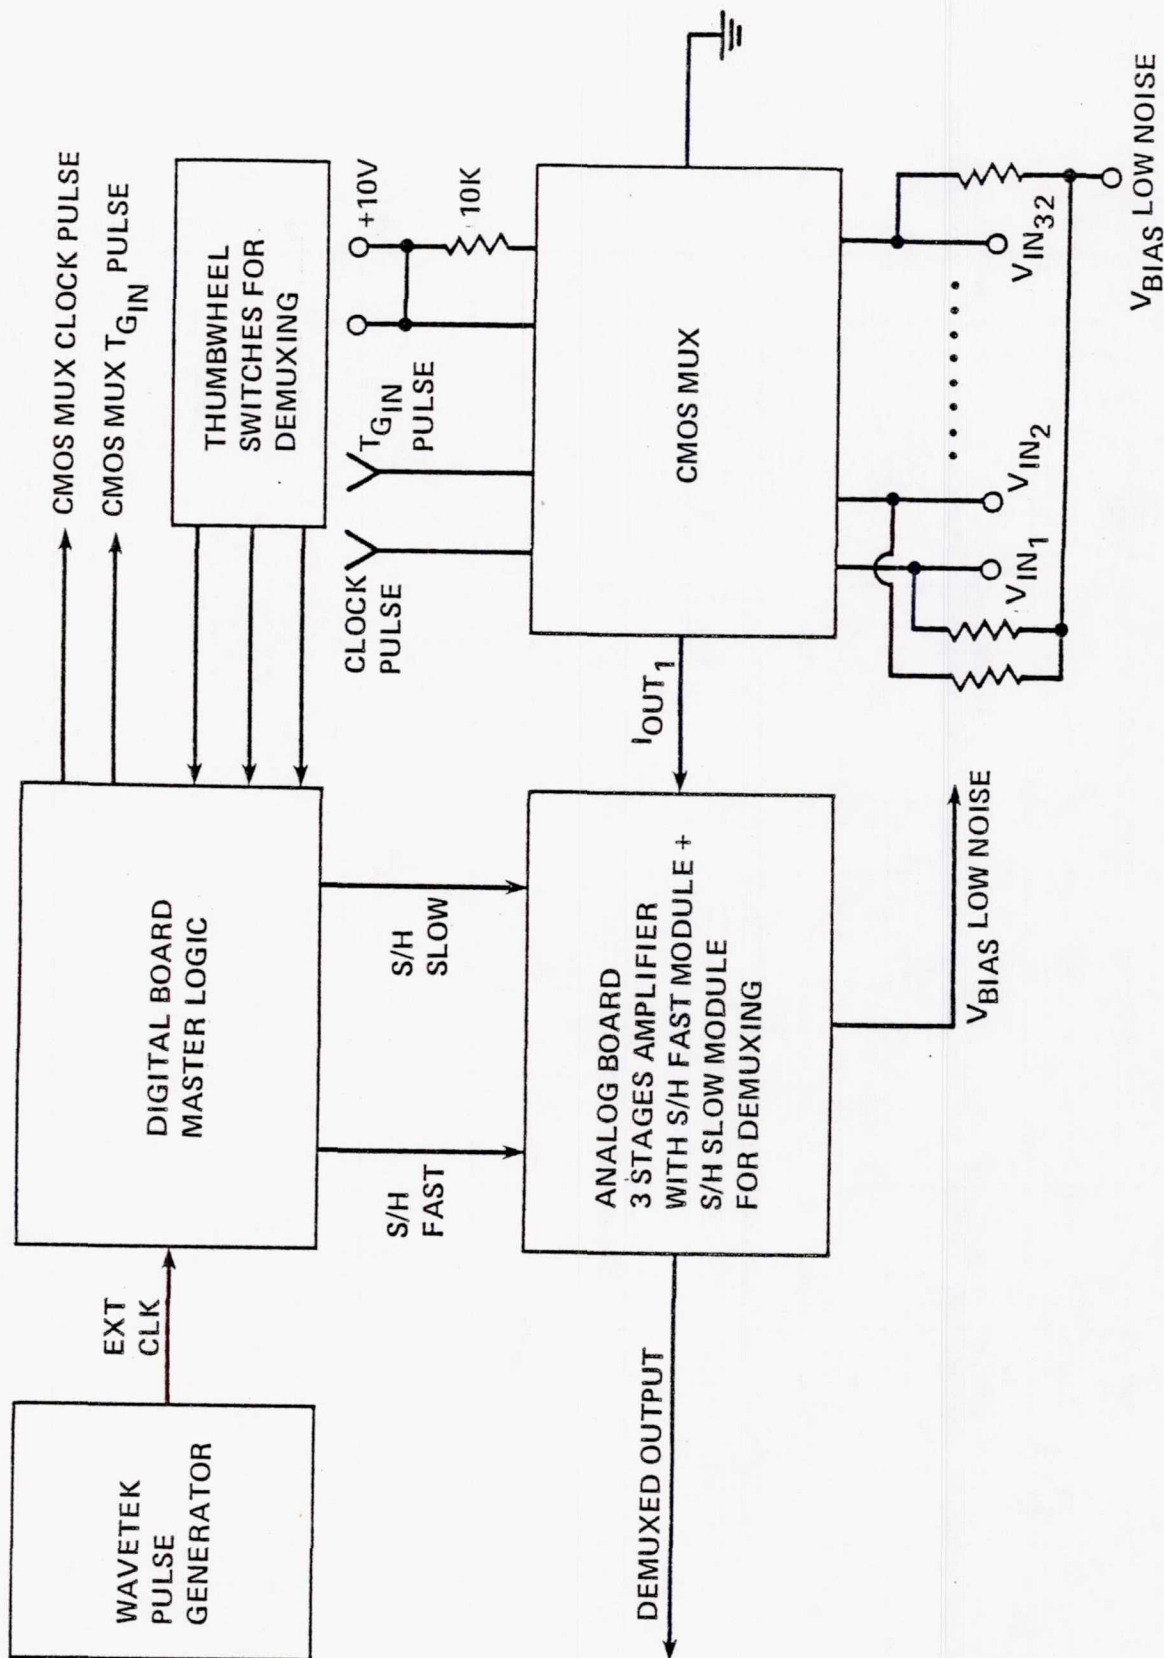 WAVETEK
PULSE
GENERATOR
EXT
CLK
DIGITAL BOARD
MASTER LOGIC
CMOS MUX CLOCK PULSE
CMOS MUX TGIN PULSE
THUMBWHEEL
SWITCHES FOR
DEMUXING
S/H
FAST
S/H
SLOW
CLOCK
PULSE
TGIN
PULSE
+10V
10K
DEMUXED OUTPUT
ANALOG BOARD
3 STAGES AMPLIFIER
WITH S/H FAST MODULE +
S/H SLOW MODULE
FOR DEMUXING
IOUT1
CMOS MUX
VBIAS LOW NOISE
VIN1
VIN2
VIN32
VBIAS LOW NOISE